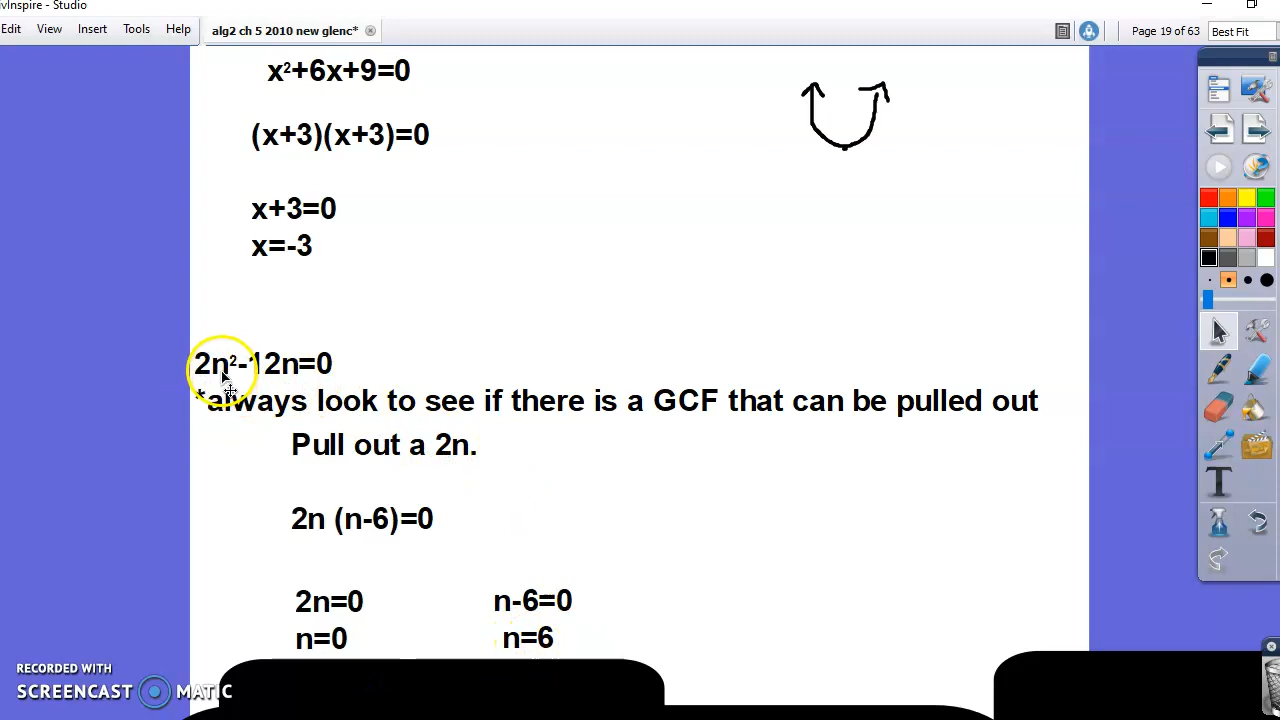 ivInspire - Studio
Edit View Insert Tools Help
alg2 ch 5 2010 new glenc*
Page 19 of 63
Best Fit
x²+6x+9=0
(x+3)(x+3)=0
x+3=0
x=-3
2n²-12n=0
*always look to see if there is a GCF that can be pulled out
Pull out a 2n.
2n (n-6)=0
2n=0 n-6=0
n=0 n=6
T
RECORDED WITH
SCREENCAST MATIC